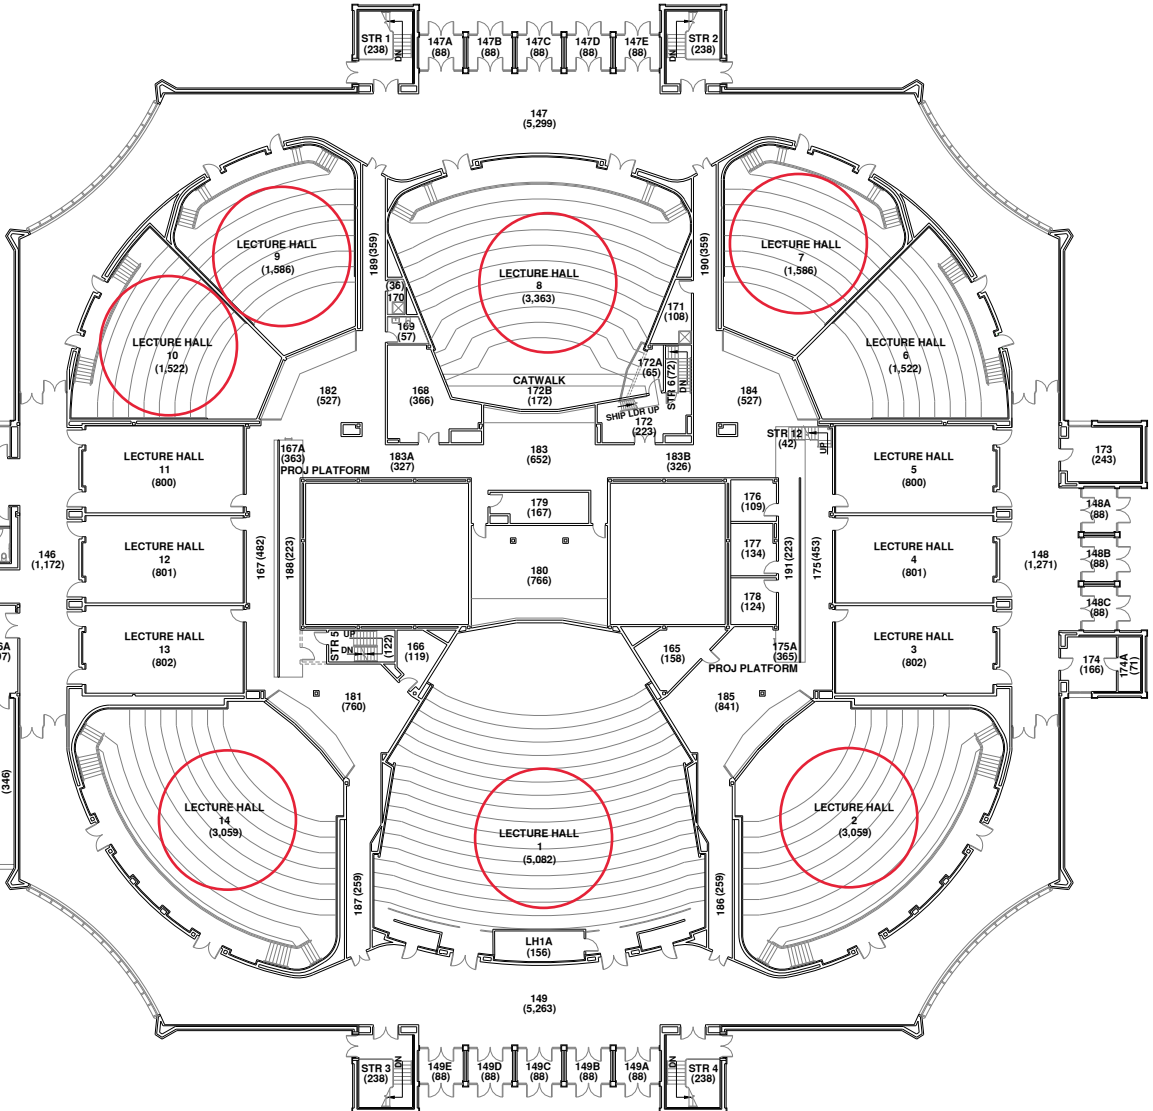 STR 1
(238)
DN
147A
(88)
147B
(88)
147C
(88)
147D
(88)
147E
(88)
DN
STR 2
(238)
147
(5,299)
LECTURE HALL
9
(1,586)
189(359)
LECTURE HALL
8
(3,363)
190(359)
LECTURE HALL
7
(1,586)
(36)
170
169
(57)
171
(108)
LECTURE HALL
10
(1,522)
LECTURE HALL
6
(1,522)
182
(527)
168
(366)
CATWALK
172B
(172)
172A
(65)
STR 6(72)
DN
SHIP LDR UP
172
(223)
184
(527)
STR 12
(42)
UP
LECTURE HALL
11
(800)
167A
(363)
PROJ PLATFORM
183A
(327)
183
(652)
183B
(326)
LECTURE HALL
5
(800)
173
(243)
179
(167)
176
(109)
148A
(88)
146
(1,172)
LECTURE HALL
12
(801)
167(482)
188(223)
180
(766)
177
(134)
191(223)
175(453)
LECTURE HALL
4
(801)
148
(1,271)
148B
(88)
178
(124)
148C
(88)
LECTURE HALL
13
(802)
STR 5
UP
DN
(122)
166
(119)
165
(158)
175A
(365)
PROJ PLATFORM
LECTURE HALL
3
(802)
174
(166)
174A
(71)
181
(760)
185
(841)
(346)
LECTURE HALL
14
(3,059)
LECTURE HALL
1
(5,082)
LECTURE HALL
2
(3,059)
187(259)
186(259)
LH1A
(156)
149
(5,263)
STR 3
(238)
DN
149E
(88)
149D
(88)
149C
(88)
149B
(88)
149A
(88)
DN
STR 4
(238)